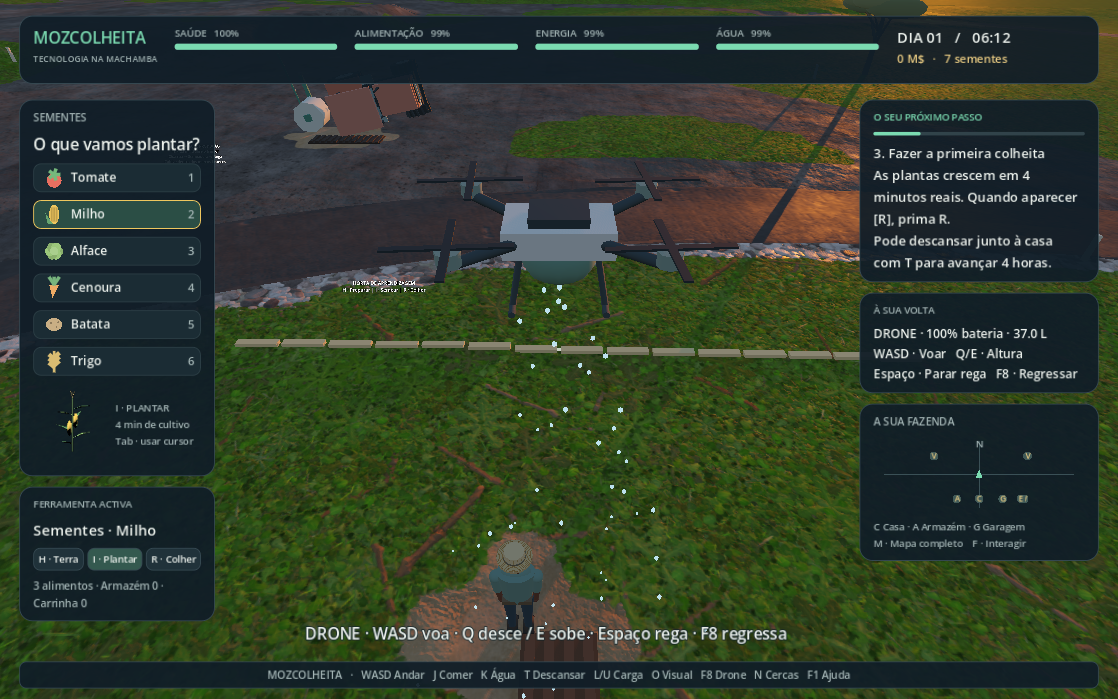 MOZCOLHEITA
TECNOLOGIA NA MACHAMBA
SAÚDE 100%
ALIMENTAÇÃO 99%
ENERGIA 99%
ÁGUA 99%
DIA 01 / 06:12
0 M$ · 7 sementes
SEMENTES
O que vamos plantar?
Tomate 1
Milho 2
Alface 3
Cenoura 4
Batata 5
Trigo 6
I · PLANTAR
4 min de cultivo
Tab · usar cursor
FERRAMENTA ACTIVA
Sementes · Milho
H · Terra
I · Plantar
R · Colher
3 alimentos · Armazém 0 ·
Carrinha 0
HORTA DE APRENDIZAGEM
H Preparar | I Semear | R Colher
O SEU PRÓXIMO PASSO
3. Fazer a primeira colheita
As plantas crescem em 4
minutos reais. Quando aparecer
[R], prima R.
Pode descansar junto à casa
com T para avançar 4 horas.
À SUA VOLTA
DRONE · 100% bateria · 37.0 L
WASD · Voar Q/E · Altura
Espaço · Parar rega F8 · Regressar
A SUA FAZENDA
N
V V
A C G E!
C Casa · A Armazém · G Garagem
M · Mapa completo F · Interagir
DRONE · WASD voa · Q desce / E sobe · Espaço rega · F8 regressa
MOZCOLHEITA · WASD Andar J Comer K Água T Descansar L/U Carga O Visual F8 Drone N Cercas F1 Ajuda